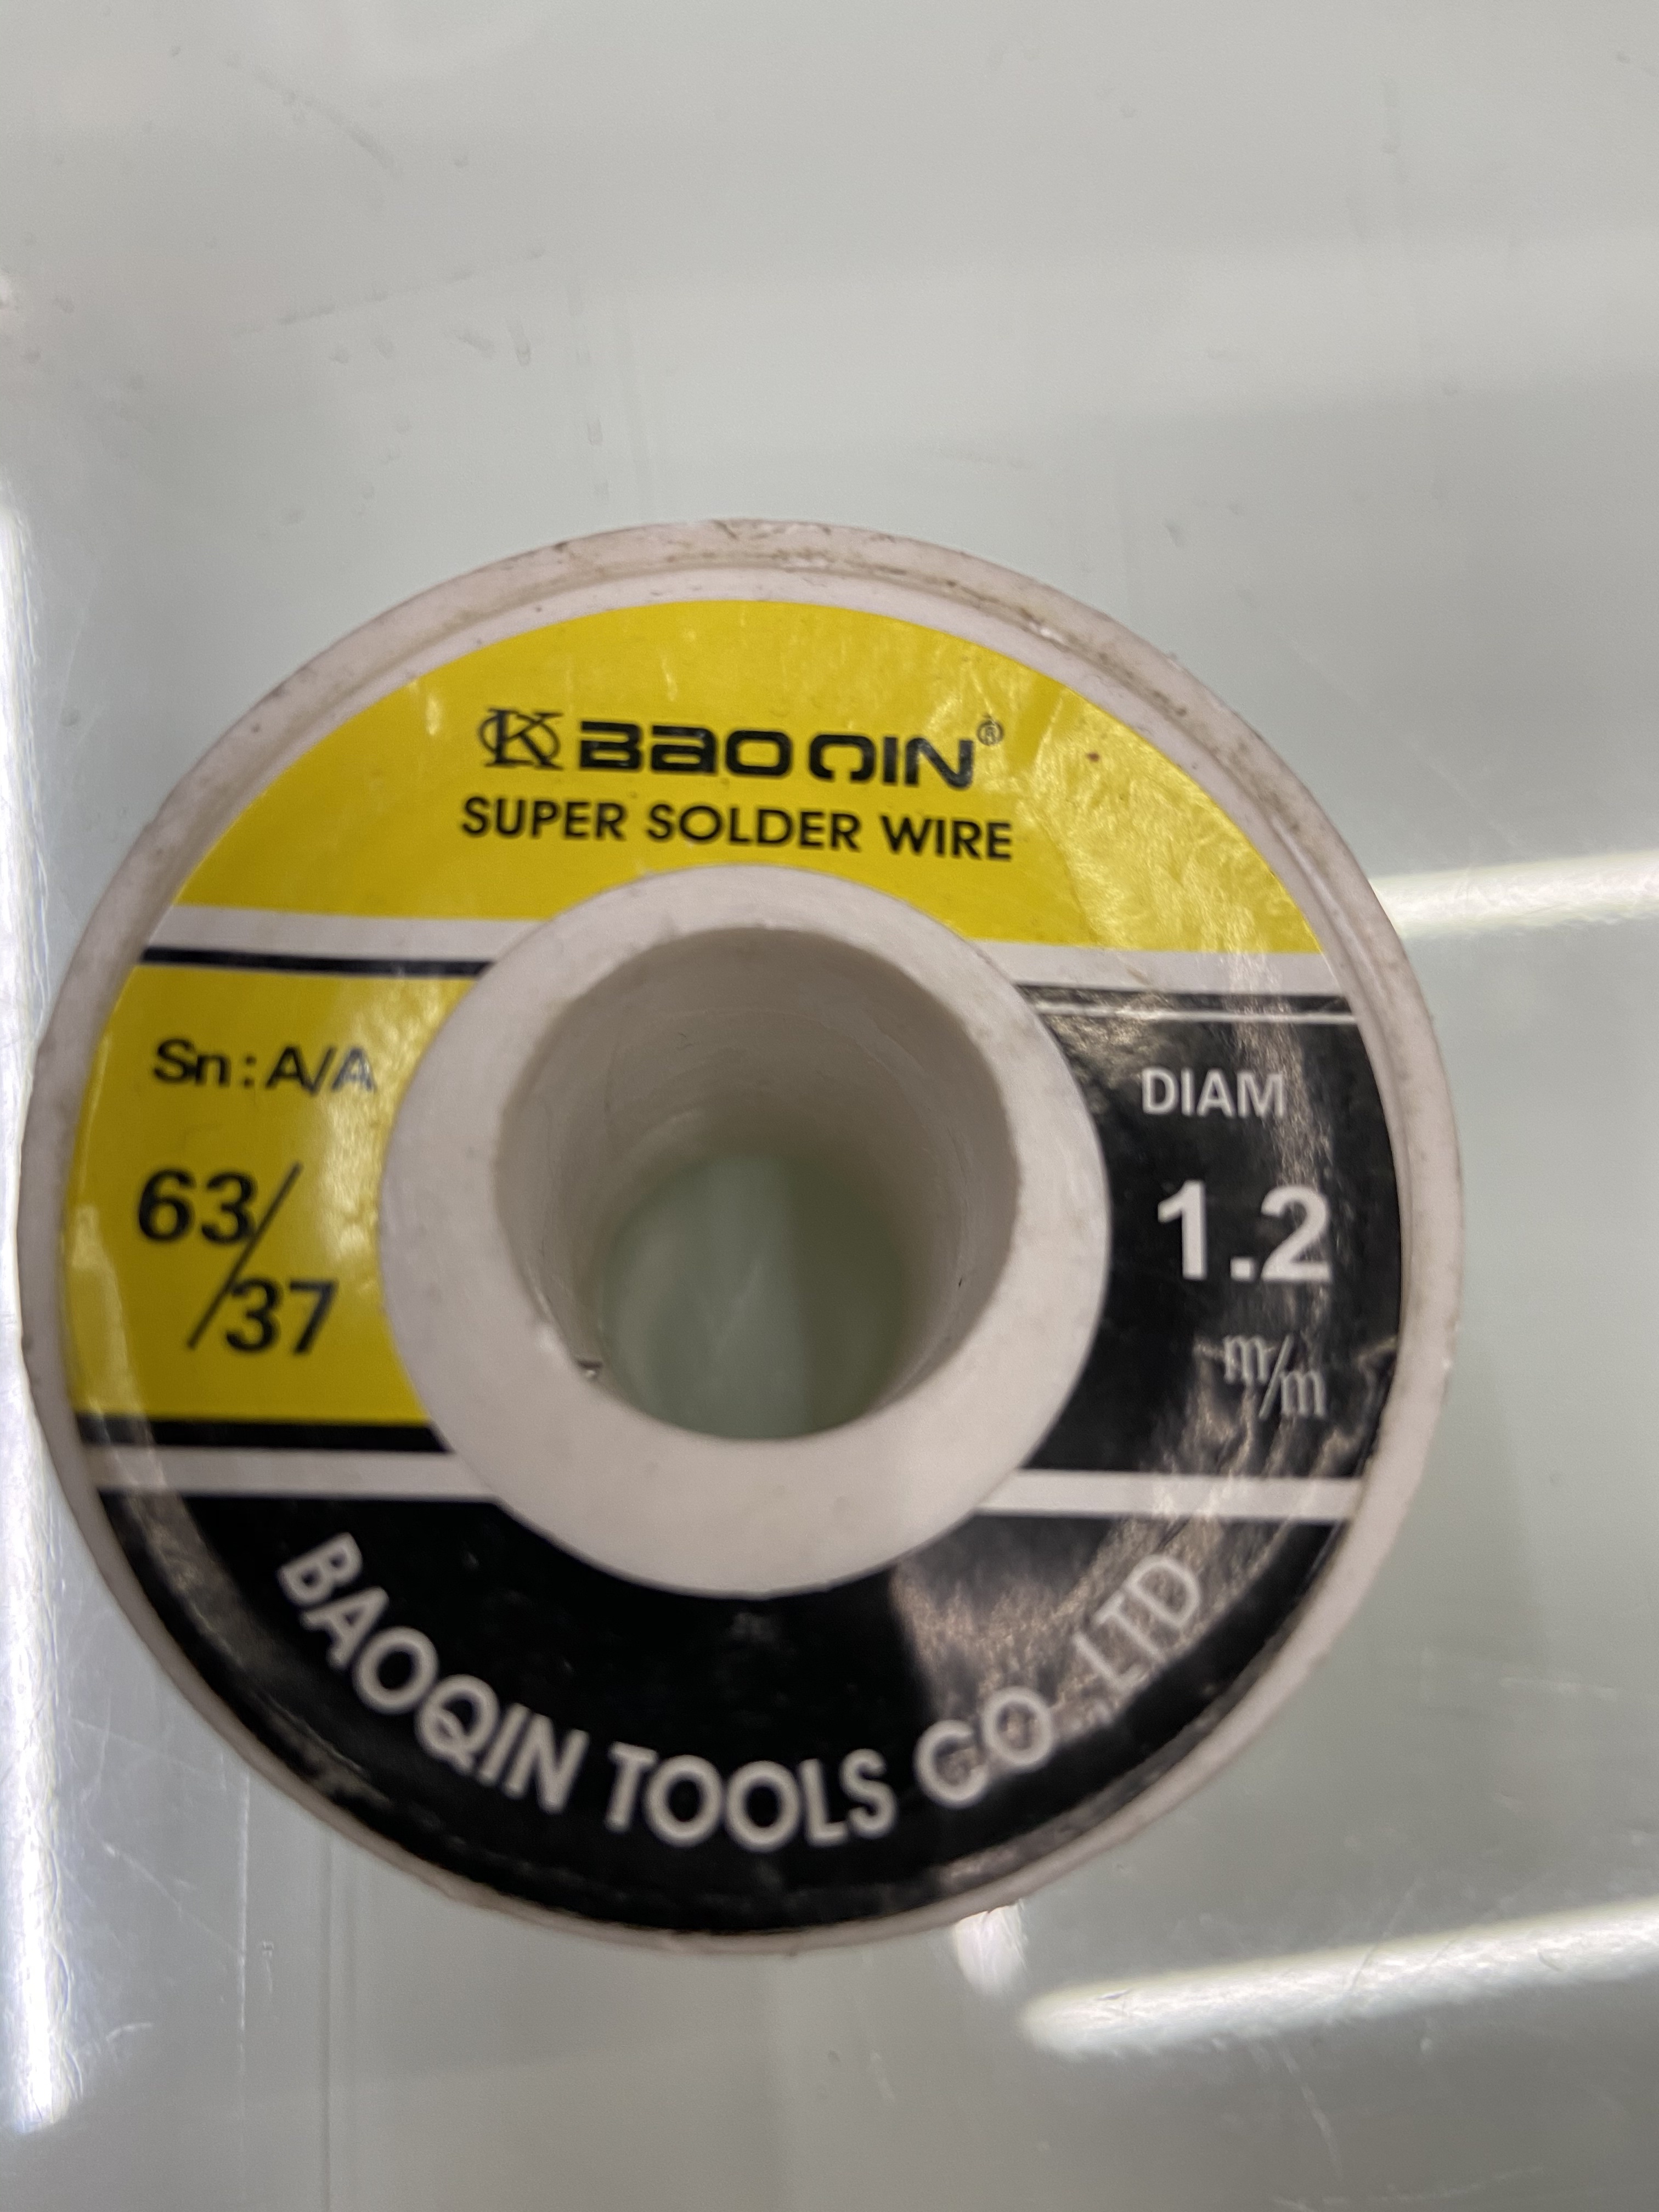 BAOQIN®
SUPER SOLDER WIRE
Sn:A/A
63/37
DIAM
1.2
m/m
BAOQIN TOOLS CO.,LTD